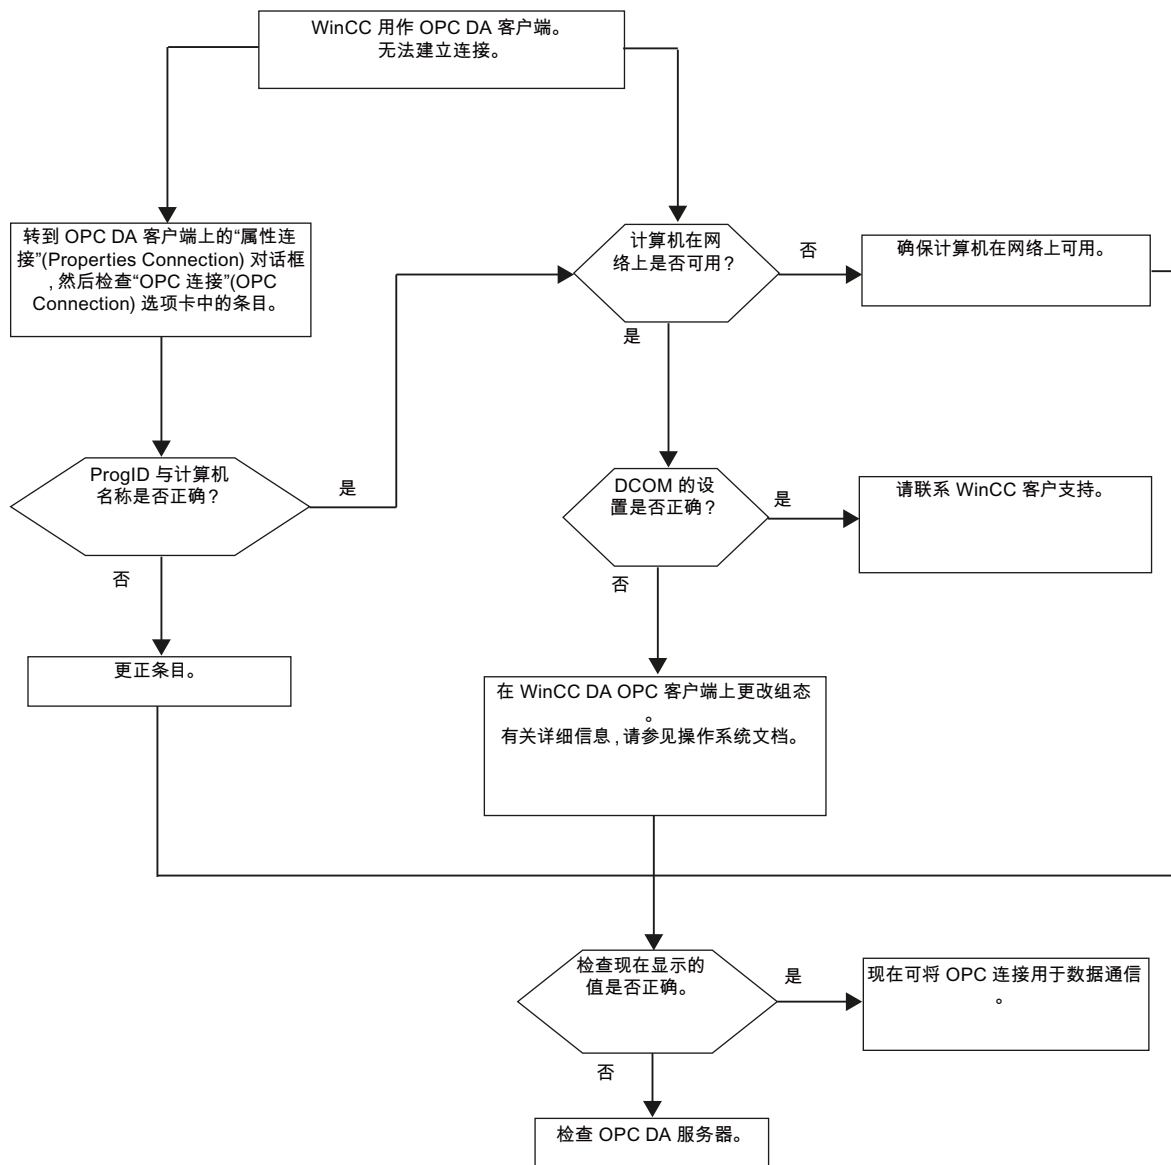 WinCC 用作 OPC DA 客户端。
无法建立连接。
转到 OPC DA 客户端上的“属性连
接”(Properties Connection) 对话框
,然后检查“OPC 连接”(OPC
Connection) 选项卡中的条目。
计算机在网
络上是否可用?
否
确保计算机在网络上可用。
是
ProgID 与计算机
名称是否正确?
是
DCOM 的设
置是否正确?
是
请联系 WinCC 客户支持。
否
否
更正条目。
在 WinCC DA OPC 客户端上更改组态
。
有关详细信息,请参见操作系统文档。
检查现在显示的
值是否正确。
是
现在可将 OPC 连接用于数据通信
。
否
检查 OPC DA 服务器。